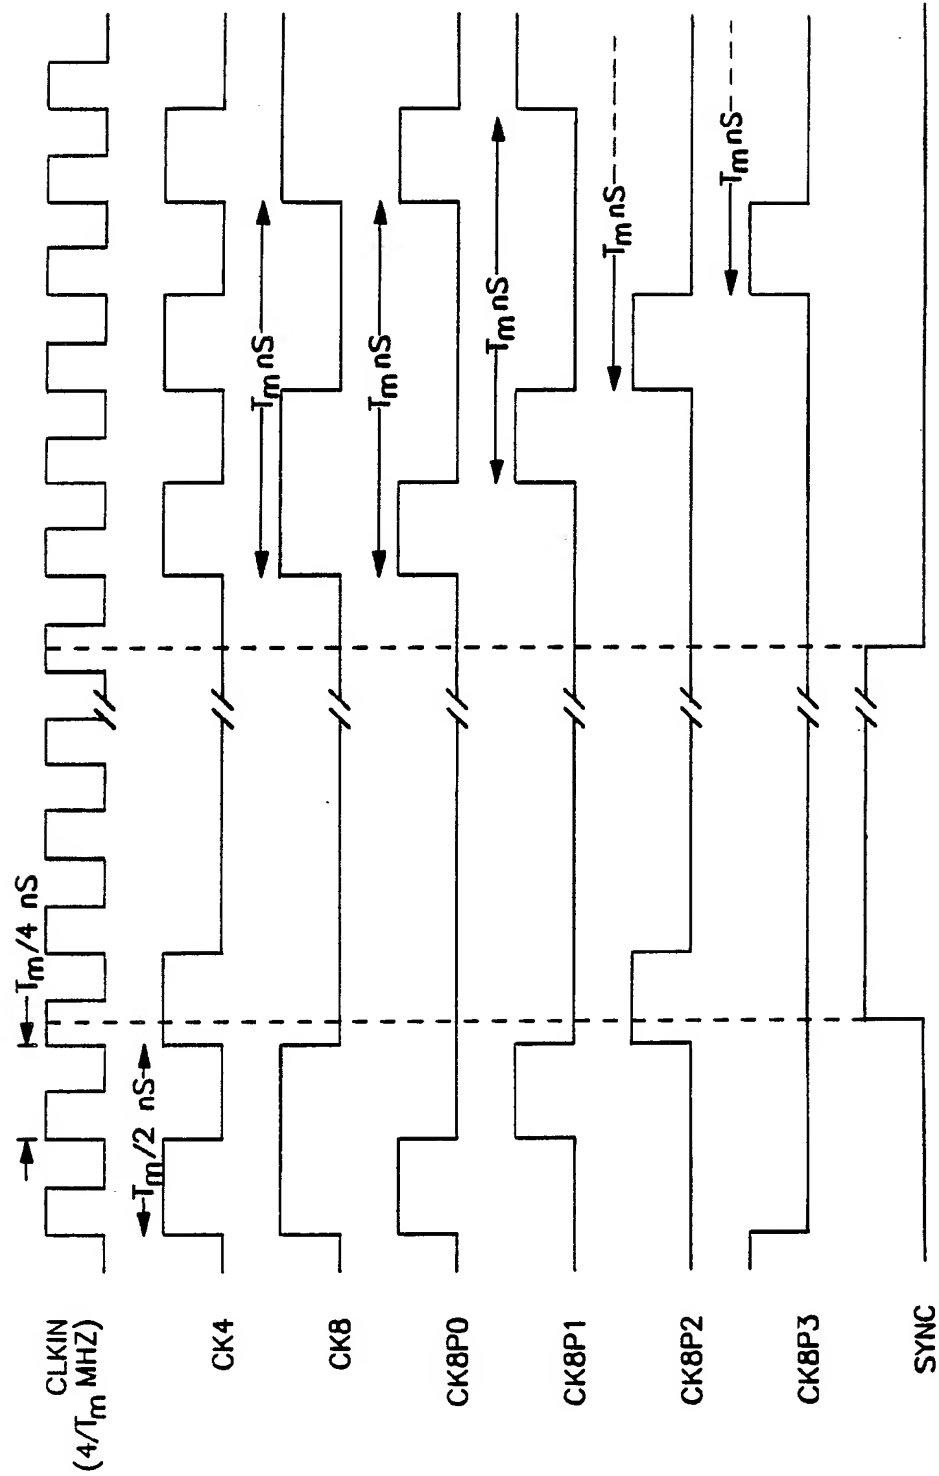 CLKIN
(4/Tm MHZ)
Tm/4 nS
CK4
Tm/2 nS
CK8
Tm nS
CK8P0
Tm nS
CK8P1
Tm nS
CK8P2
Tm nS
CK8P3
Tm nS
SYNC